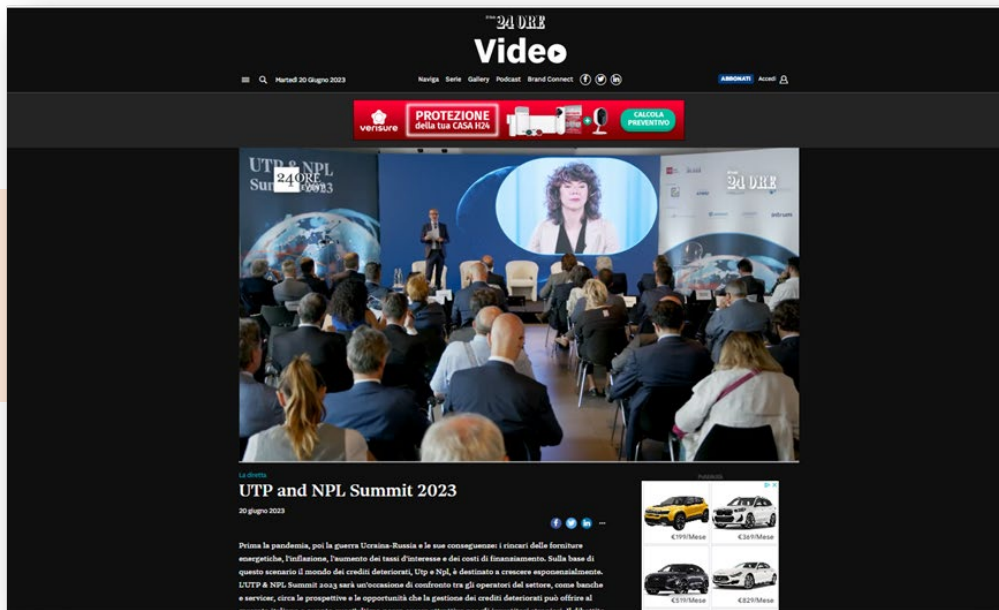 24 ORE
Video
Martedì 20 Giugno 2023
Naviga Serie Gallery Podcast Brand Connect
ABBONATI Accedi
verisure
PROTEZIONE
della tua CASA H24
CALCOLA
PREVENTIVO
UTP & NPL
24 ORE
24 ORE
intrum
La diretta
UTP and NPL Summit 2023
20 giugno 2023
Prima la pandemia, poi la guerra Ucraina-Russia e le sue conseguenze: i rincari delle forniture
energetiche, l'inflazione, l'aumento dei tassi d'interesse e dei costi di finanziamento. Sulla base di
questo scenario il mondo dei crediti deteriorati, Utp e Npl, è destinato a crescere esponenzialmente.
L'UTP & NPL Summit 2023 sarà un'occasione di confronto tra gli operatori del settore, come banche
e servicer, circa le prospettive e le opportunità che la gestione dei crediti deteriorati può offrire al
€199/Mese
€369/Mese
€519/Mese
€829/Mese